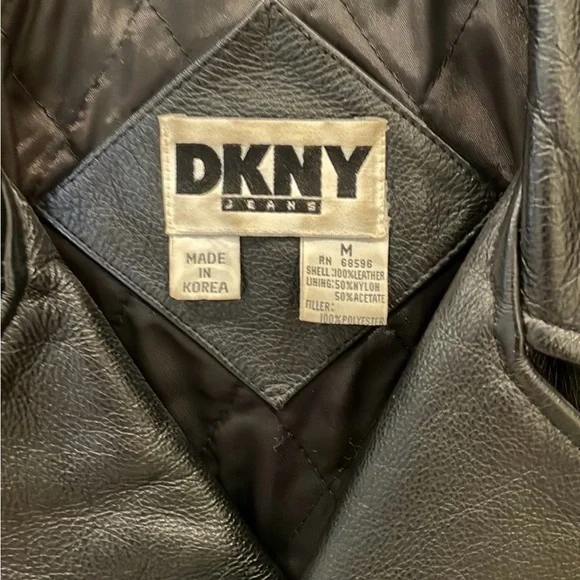 DKNY
JEANS
MADE
IN
KOREA
M
RN 68596
SHELL:100%LEATHER
LINING:50%NYLON
50%ACETATE
FILLER:
100%POLYESTER